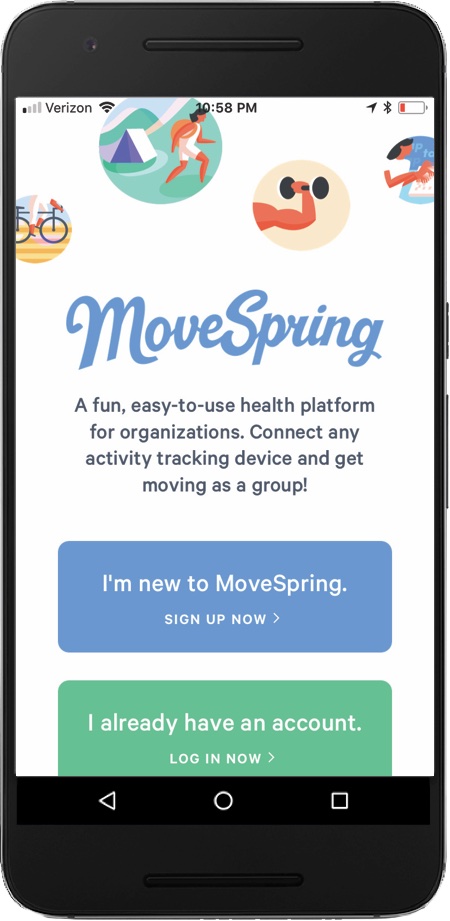 Verizon 10:58 PM
MoveSpring
A fun, easy-to-use health platform
for organizations. Connect any
activity tracking device and get
moving as a group!
I'm new to MoveSpring.
SIGN UP NOW >
I already have an account.
LOG IN NOW >